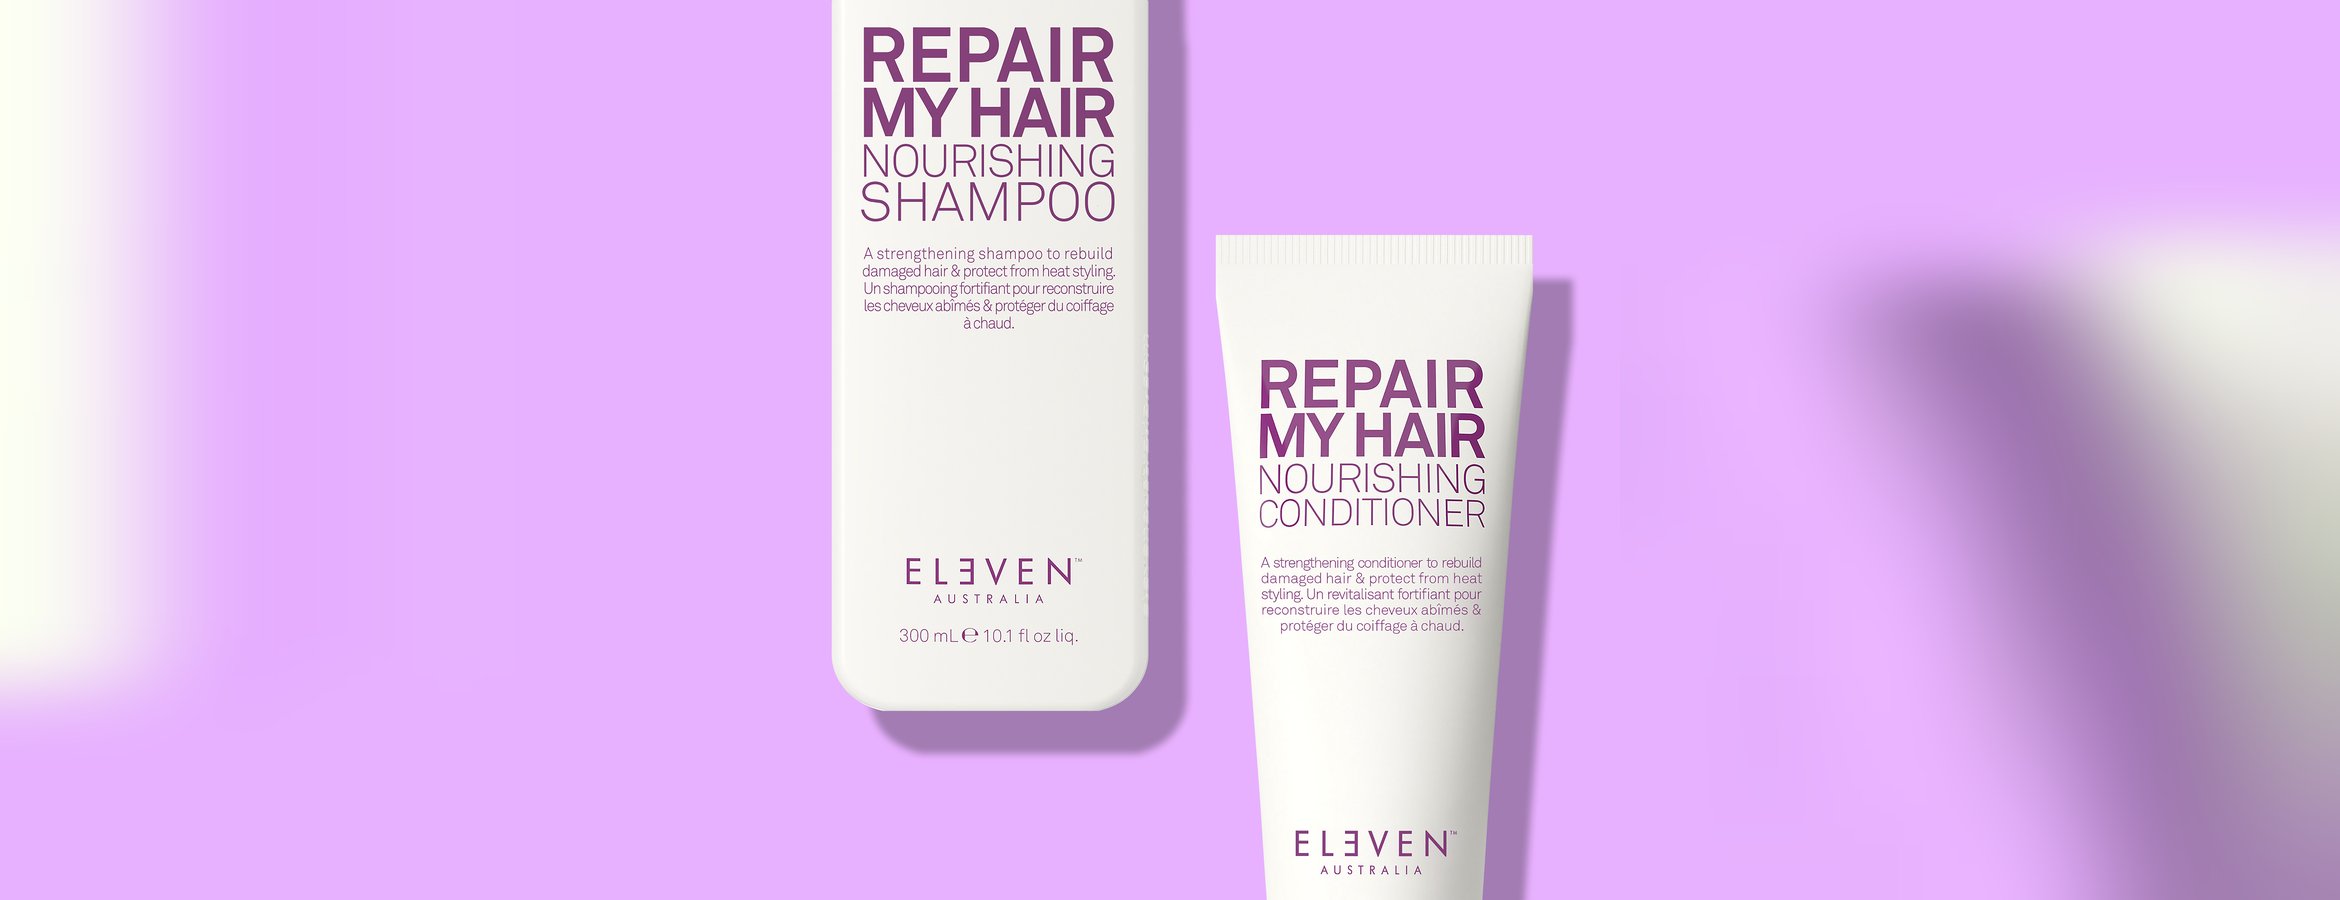 REPAIR
MY HAIR
NOURISHING
SHAMPOO
A strengthening shampoo to rebuild
damaged hair & protect from heat styling.
Un shampooing fortifiant pour reconstruire
les cheveux abîmés & protéger du coiffage
à chaud.
ELƎVEN™
AUSTRALIA
300 mL ℮ 10.1 fl oz liq.
REPAIR
MY HAIR
NOURISHING
CONDITIONER
A strengthening conditioner to rebuild
damaged hair & protect from heat
styling. Un revitalisant fortifiant pour
reconstruire les cheveux abîmés &
protéger du coiffage à chaud.
ELƎVEN™
AUSTRALIA